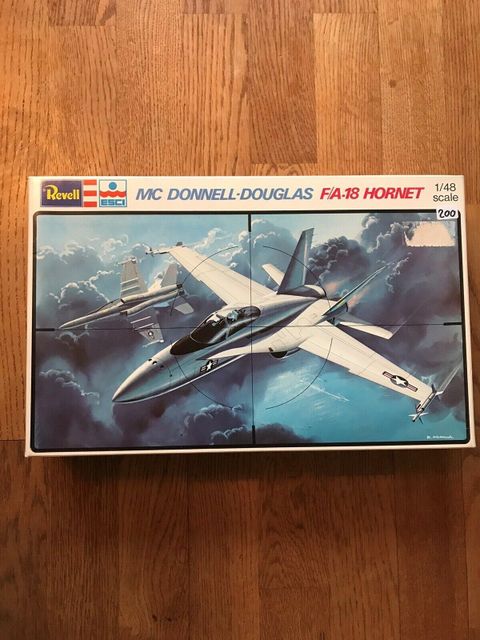 Revell
ESCI
MC DONNELL-DOUGLAS F/A-18 HORNET
1/48
scale
200